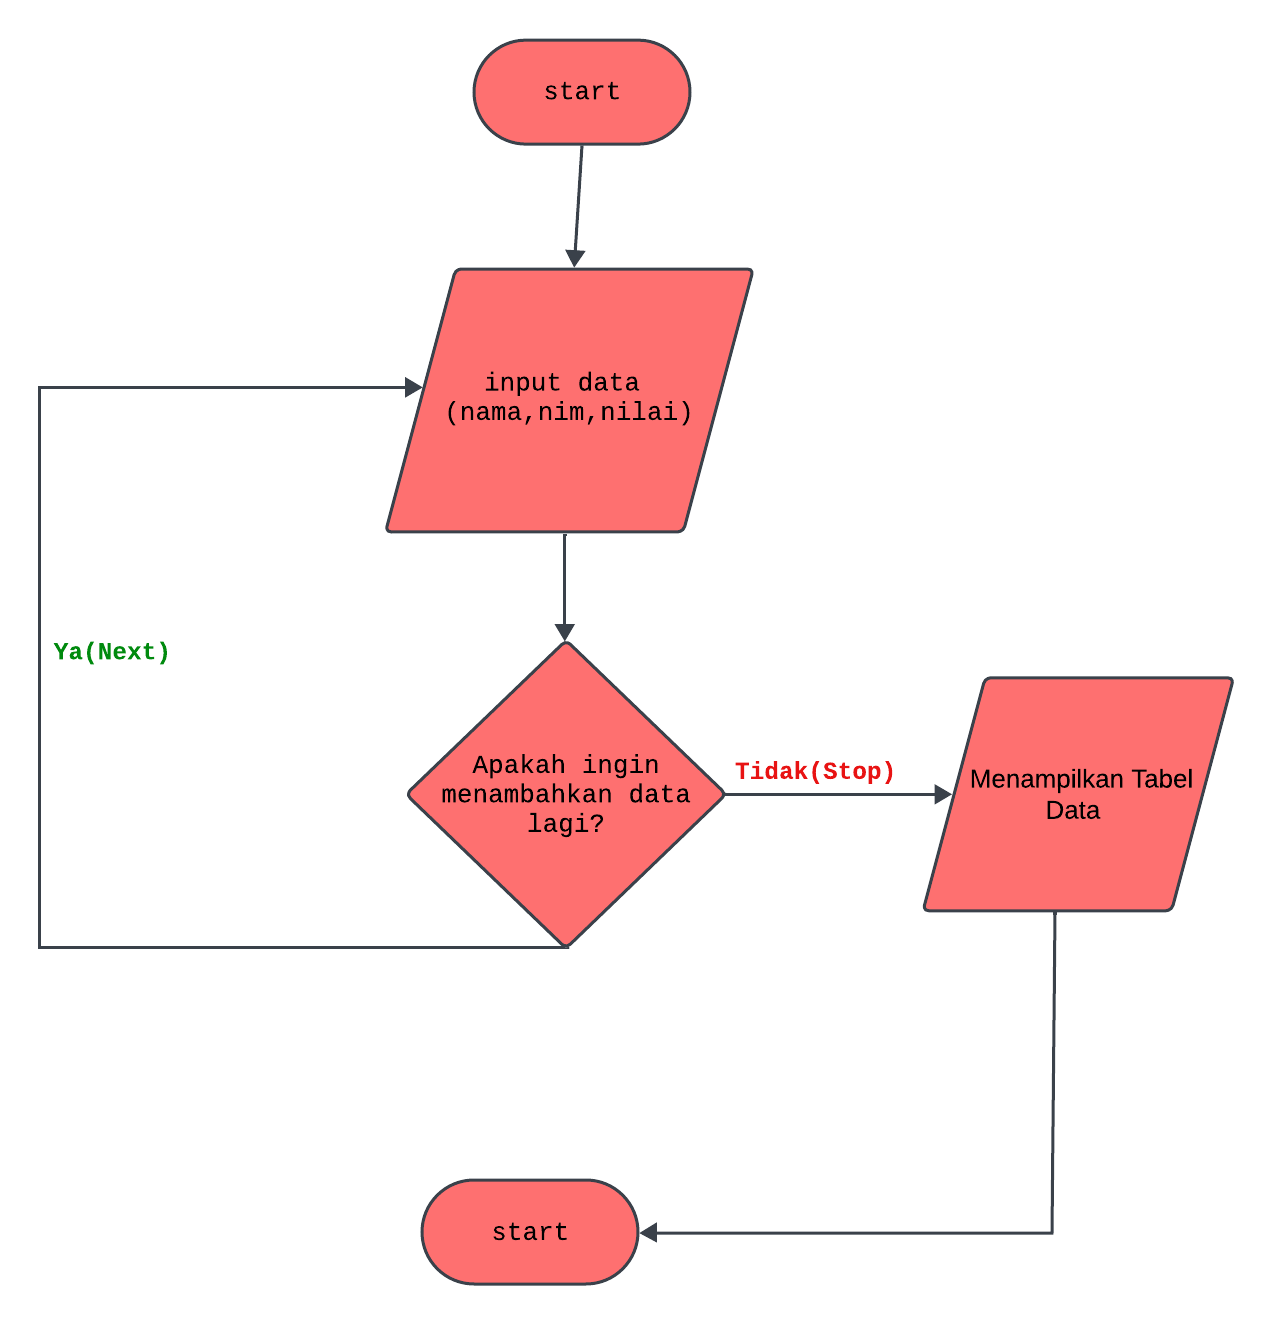 start
input data
(nama,nim,nilai)
Ya(Next)
Apakah ingin
menambahkan data
lagi?
Tidak(Stop)
Menampilkan Tabel
Data
start